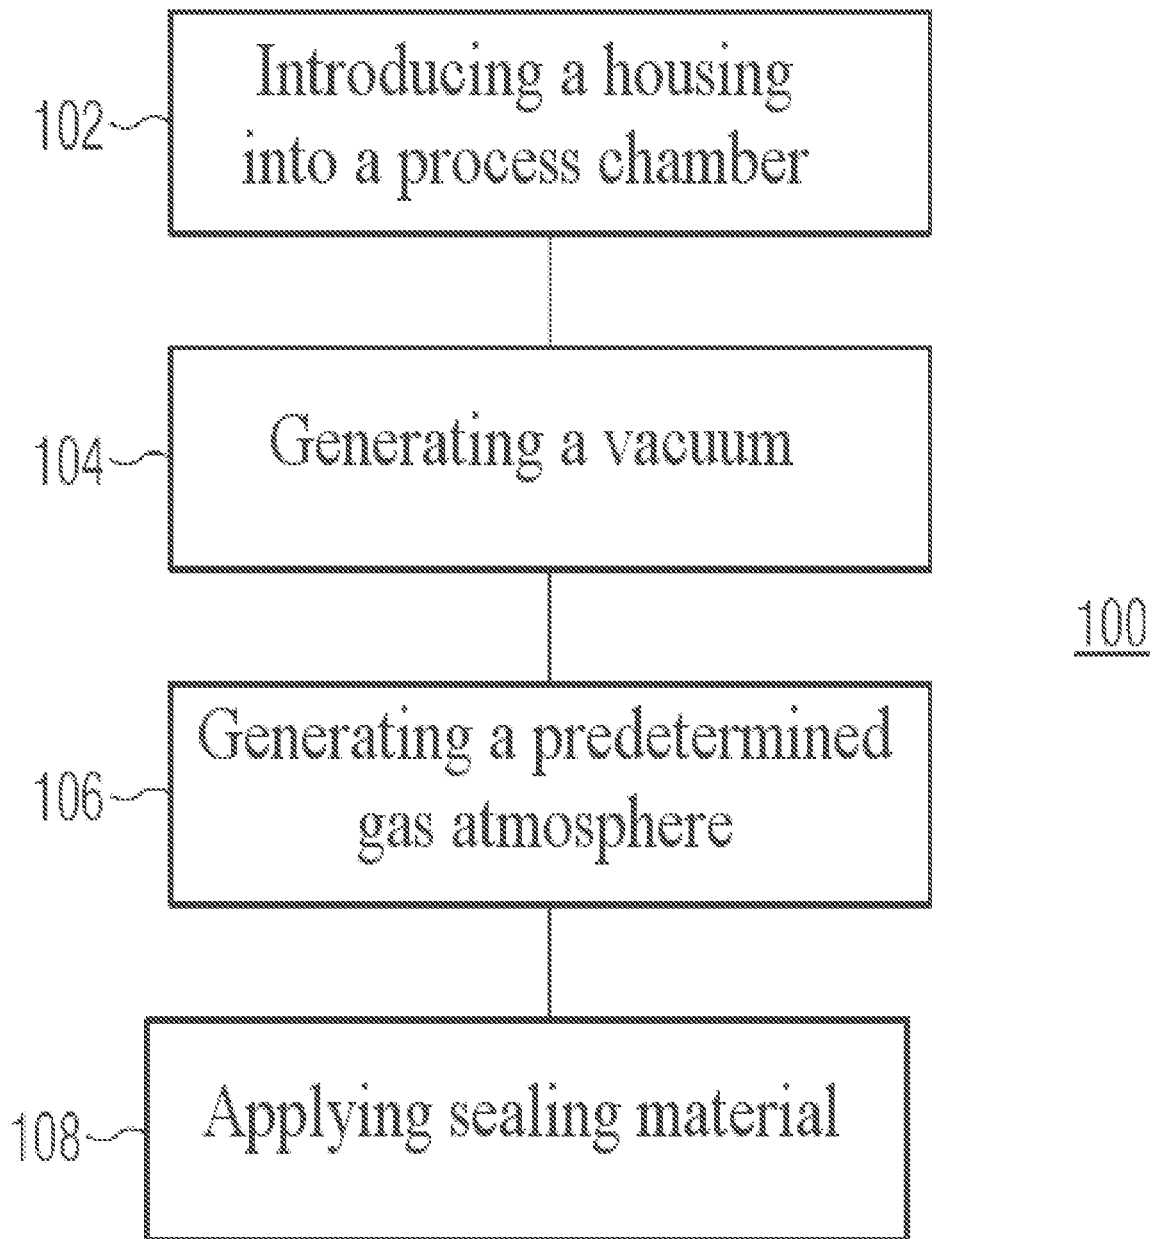 Introducing a housing
into a process chamber
102
Generating a vacuum
104
100
Generating a predetermined
gas atmosphere
106
Applying sealing material
108